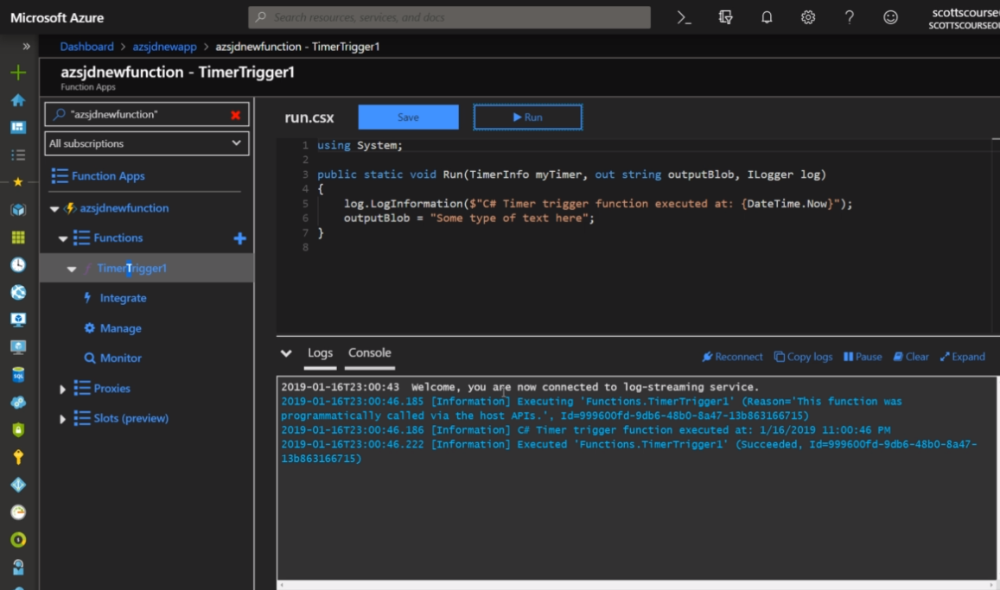 Microsoft Azure
Search resources, services, and docs
scottscourse
SCOTTSCOURSEOU
Dashboard > azsjdnewapp > azsjdnewfunction - TimerTrigger1
azsjdnewfunction - TimerTrigger1
Function Apps
"azsjdnewfunction"
All subscriptions
Function Apps
azsjdnewfunction
Functions
TimerTrigger1
Integrate
Manage
Monitor
Proxies
Slots (preview)
run.csx
Save
Run
1 using System;
2
3 public static void Run(TimerInfo myTimer, out string outputBlob, ILogger log)
4 {
5 log.LogInformation($"C# Timer trigger function executed at: {DateTime.Now}");
6 outputBlob = "Some type of text here";
7 }
8
Logs Console
Reconnect Copy logs Pause Clear Expand
2019-01-16T23:00:43 Welcome, you are now connected to log-streaming service.
2019-01-16T23:00:46.185 [Information] Executing 'Functions.TimerTrigger1' (Reason='This function was
programmatically called via the host APIs.', Id=999600fd-9db6-48b0-8a47-13b863166715)
2019-01-16T23:00:46.186 [Information] C# Timer trigger function executed at: 1/16/2019 11:00:46 PM
2019-01-16T23:00:46.222 [Information] Executed 'Functions.TimerTrigger1' (Succeeded, Id=999600fd-9db6-48b0-8a47-
13b863166715)